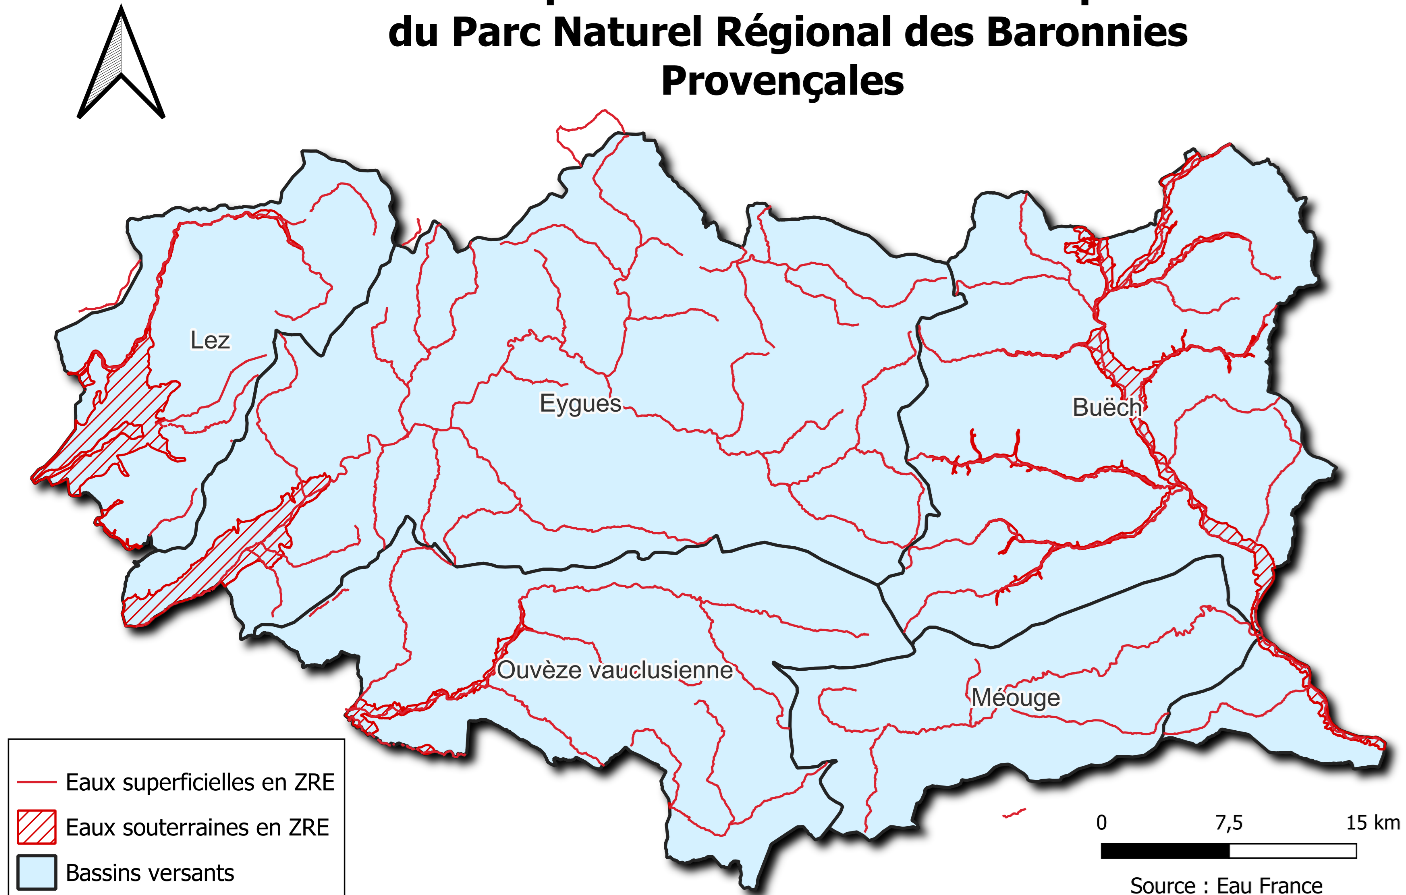 du Parc Naturel Régional des Baronnies
Provençales
Lez
Eygues
Buëch
Ouvèze vauclusienne
Méouge
Eaux superficielles en ZRE
Eaux souterraines en ZRE
Bassins versants
0 7,5 15 km
Source : Eau France